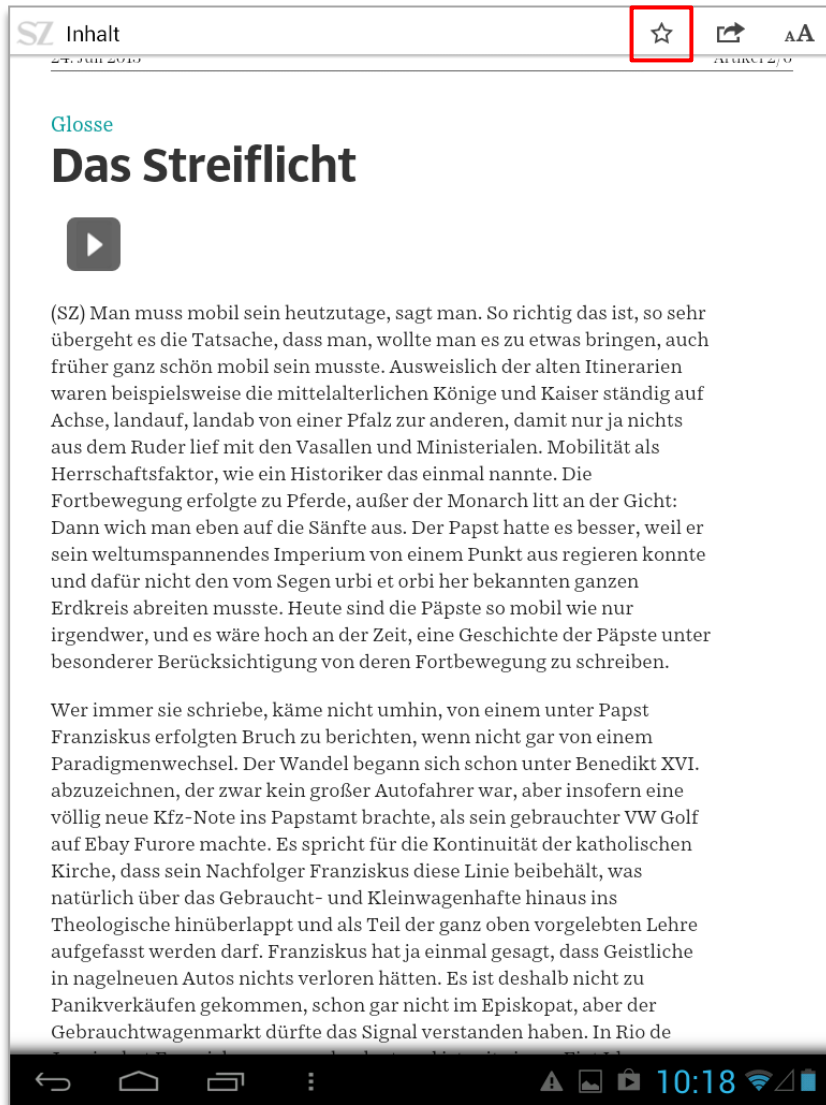 SZ Inhalt
AA
24. Juli 2013
Glosse
Das Streiflicht
(SZ) Man muss mobil sein heutzutage, sagt man. So richtig das ist, so sehr
übergeht es die Tatsache, dass man, wollte man es zu etwas bringen, auch
früher ganz schön mobil sein musste. Ausweislich der alten Itinerarien
waren beispielsweise die mittelalterlichen Könige und Kaiser ständig auf
Achse, landauf, landab von einer Pfalz zur anderen, damit nur ja nichts
aus dem Ruder lief mit den Vasallen und Ministerialen. Mobilität als
Herrschaftsfaktor, wie ein Historiker das einmal nannte. Die
Fortbewegung erfolgte zu Pferde, außer der Monarch litt an der Gicht:
Dann wich man eben auf die Sänfte aus. Der Papst hatte es besser, weil er
sein weltumspannendes Imperium von einem Punkt aus regieren konnte
und dafür nicht den vom Segen urbi et orbi her bekannten ganzen
Erdkreis abreiten musste. Heute sind die Päpste so mobil wie nur
irgendwer, und es wäre hoch an der Zeit, eine Geschichte der Päpste unter
besonderer Berücksichtigung von deren Fortbewegung zu schreiben.
Wer immer sie schriebe, käme nicht umhin, von einem unter Papst
Franziskus erfolgten Bruch zu berichten, wenn nicht gar von einem
Paradigmenwechsel. Der Wandel begann sich schon unter Benedikt XVI.
abzuzeichnen, der zwar kein großer Autofahrer war, aber insofern eine
völlig neue Kfz-Note ins Papstamt brachte, als sein gebrauchter VW Golf
auf Ebay Furore machte. Es spricht für die Kontinuität der katholischen
Kirche, dass sein Nachfolger Franziskus diese Linie beibehält, was
natürlich über das Gebraucht- und Kleinwagenhafte hinaus ins
Theologische hinüberlappt und als Teil der ganz oben vorgelebten Lehre
aufgefasst werden darf. Franziskus hat ja einmal gesagt, dass Geistliche
in nagelneuen Autos nichts verloren hätten. Es ist deshalb nicht zu
Panikverkäufen gekommen, schon gar nicht im Episkopat, aber der
Gebrauchtwagenmarkt dürfte das Signal verstanden haben. In Rio de
10:18